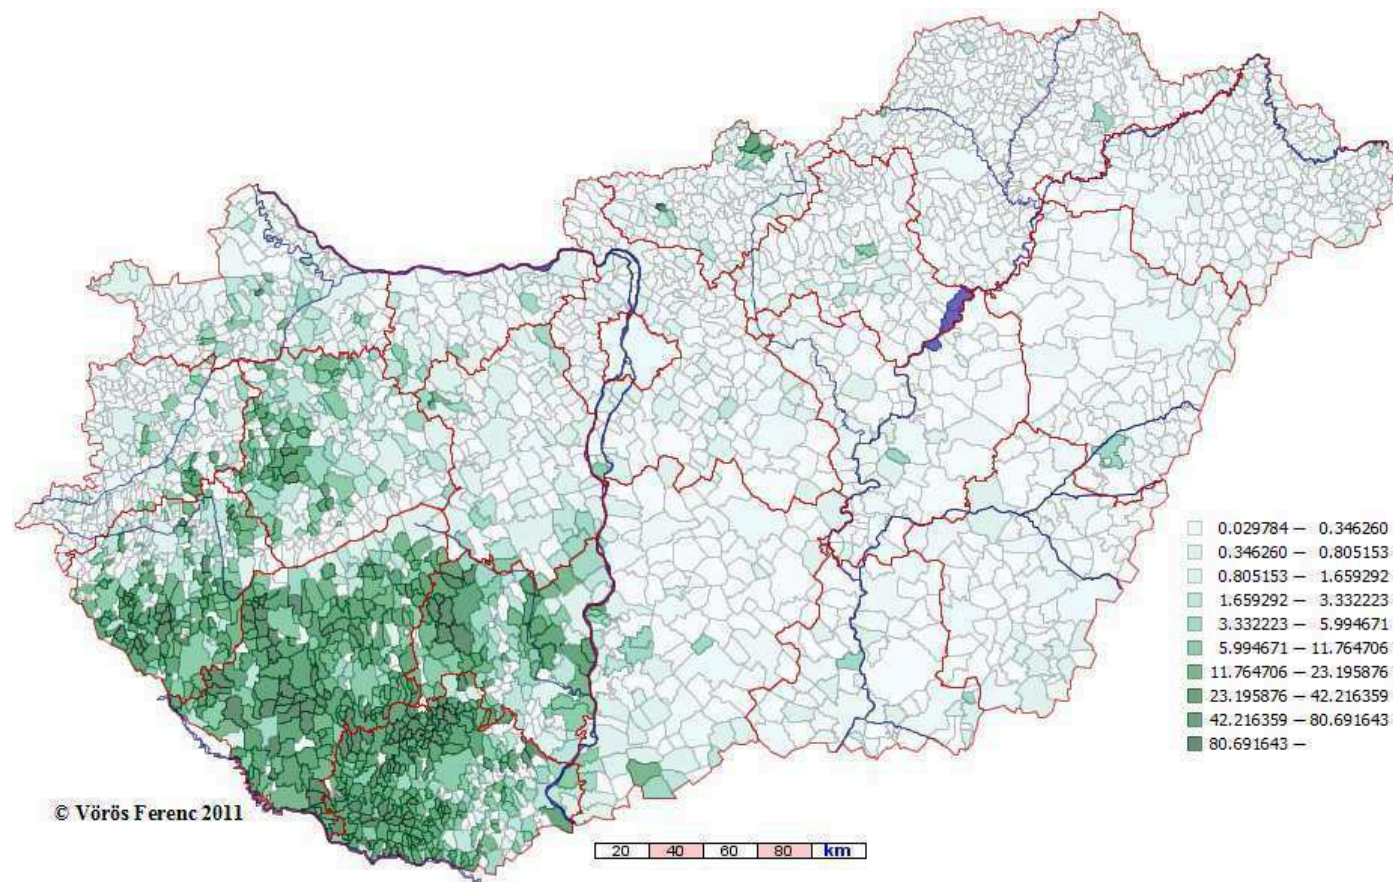 0.029784 — 0.346260
0.346260 — 0.805153
0.805153 — 1.659292
1.659292 — 3.332223
3.332223 — 5.994671
5.994671 — 11.764706
11.764706 — 23.195876
23.195876 — 42.216359
42.216359 — 80.691643
80.691643 —
© Vörös Ferenc 2011
20 40 60 80 km